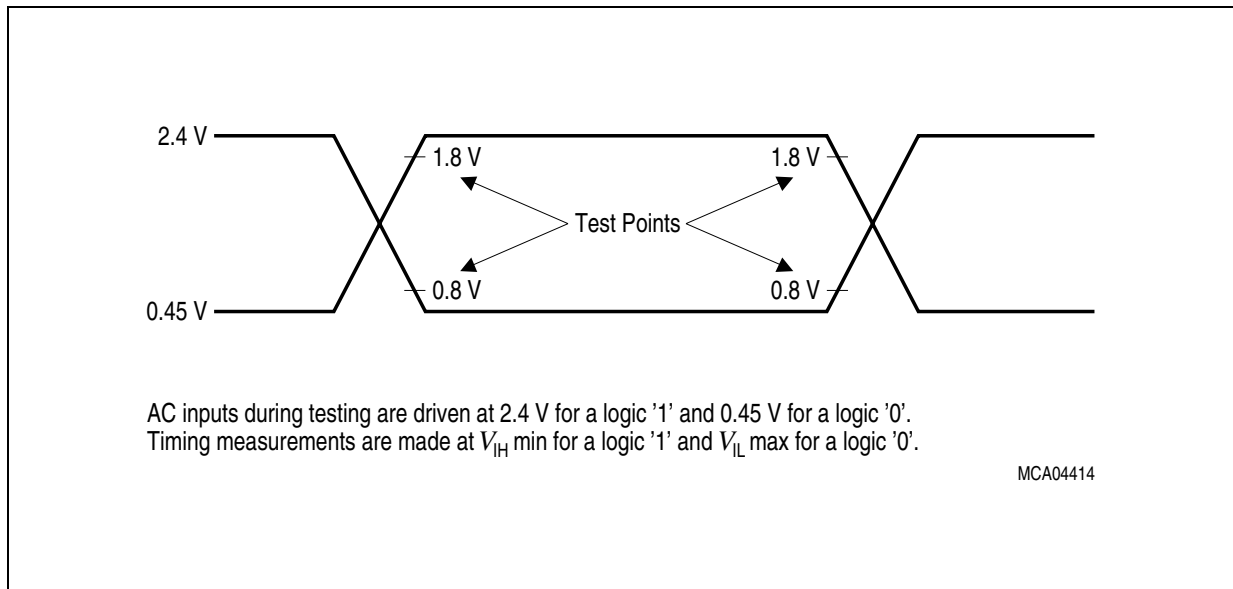 2.4 V
1.8 V
1.8 V
Test Points
0.8 V
0.8 V
0.45 V
AC inputs during testing are driven at 2.4 V for a logic '1' and 0.45 V for a logic '0'.
Timing measurements are made at VIH min for a logic '1' and VIL max for a logic '0'.
MCA04414